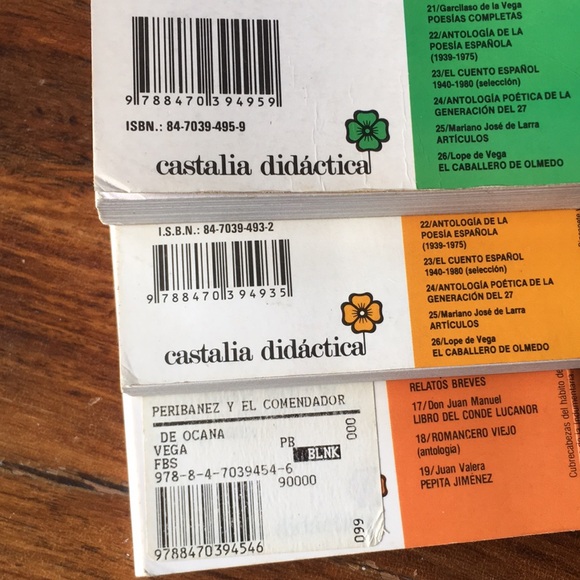 21/Garcilaso de la Vega
POESÍAS COMPLETAS
22/ANTOLOGÍA DE LA
POESÍA ESPAÑOLA
(1939-1975)
23/EL CUENTO ESPAÑOL
1940-1980 (selección)
24/ANTOLOGÍA POÉTICA DE LA
GENERACIÓN DEL 27
25/Mariano José de Larra
ARTÍCULOS
26/Lope de Vega
EL CABALLERO DE OLMEDO
9 788470 394959
ISBN.: 84-7039-495-9
castalia didáctica
I.S.B.N.: 84-7039-493-2
9 788470 394935
castalia didáctica
22/ANTOLOGÍA DE LA
POESÍA ESPAÑOLA
(1939-1975)
23/EL CUENTO ESPAÑOL
1940-1980 (selección)
24/ANTOLOGÍA POÉTICA DE LA
GENERACIÓN DEL 27
25/Mariano José de Larra
ARTÍCULOS
26/Lope de Vega
EL CABALLERO DE OLMEDO
PERIBANEZ Y EL COMENDADOR
DE OCANA
VEGA PB
FBS BLNK
978-8-4-7039454-6
90000
000
660
9788470394546
RELATOS BREVES
17/Don Juan Manuel
LIBRO DEL CONDE LUCANOR
18/ROMANCERO VIEJO
(antología)
19/Juan Valera
PEPITA JIMÉNEZ
Cubrecabezas del hábito de